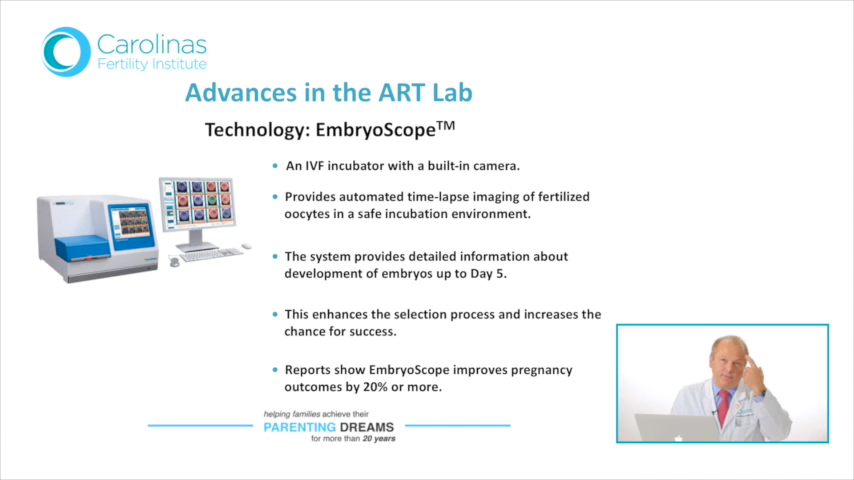 Carolinas
Fertility Institute
Advances in the ART Lab
Technology: EmbryoScope™
• An IVF incubator with a built-in camera.
• Provides automated time-lapse imaging of fertilized
oocytes in a safe incubation environment.
• The system provides detailed information about
development of embryos up to Day 5.
• This enhances the selection process and increases the
chance for success.
• Reports show EmbryoScope improves pregnancy
outcomes by 20% or more.
helping families achieve their
PARENTING DREAMS
for more than 20 years